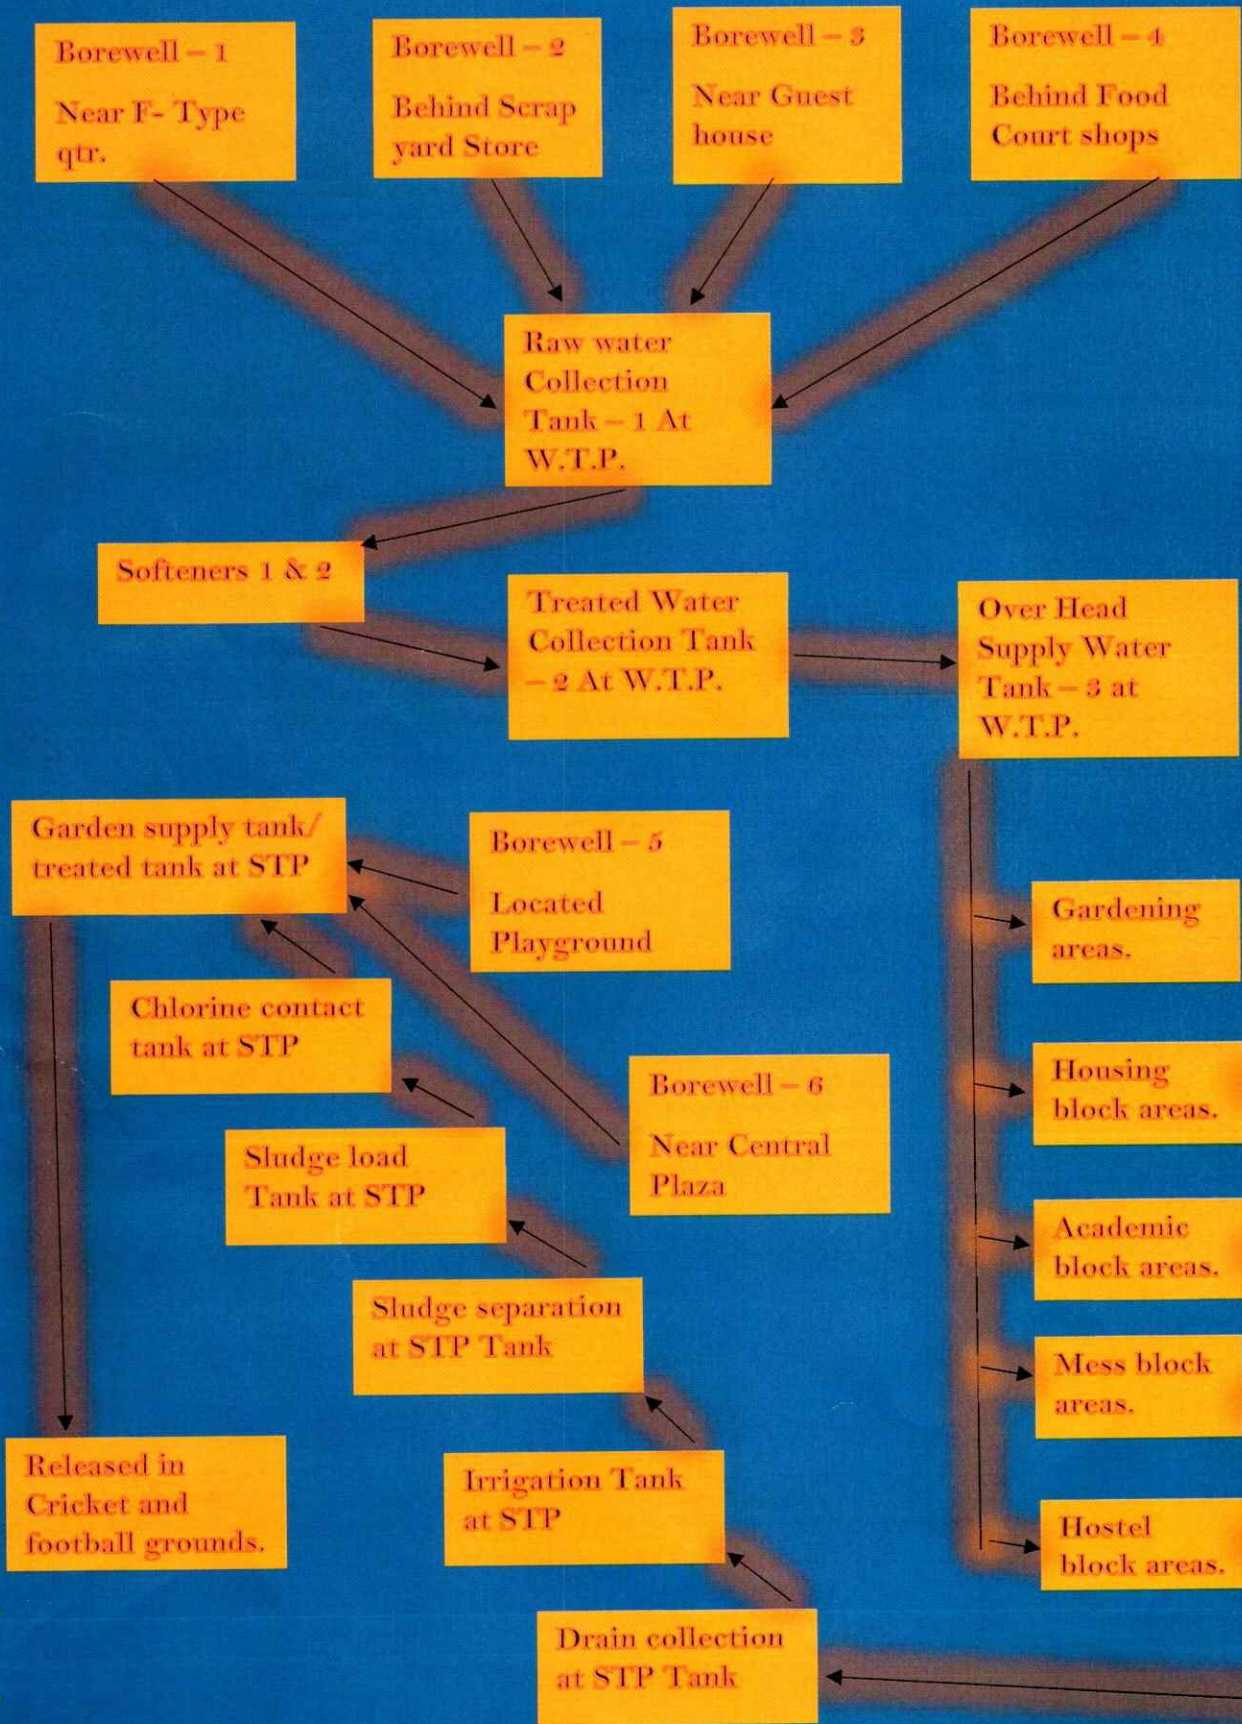 Borewell – 1
Near F- Type
qtr.
Borewell – 2
Behind Scrap
yard Store
Borewell – 3
Near Guest
house
Borewell – 4
Behind Food
Court shops
Raw water
Collection
Tank – 1 At
W.T.P.
Softeners 1 & 2
Treated Water
Collection Tank
– 2 At W.T.P.
Over Head
Supply Water
Tank – 3 at
W.T.P.
Garden supply tank/
treated tank at STP
Borewell – 5
Located
Playground
Gardening
areas.
Chlorine contact
tank at STP
Borewell – 6
Near Central
Plaza
Housing
block areas.
Sludge load
Tank at STP
Academic
block areas.
Sludge separation
at STP Tank
Mess block
areas.
Released in
Cricket and
football grounds.
Irrigation Tank
at STP
Hostel
block areas.
Drain collection
at STP Tank